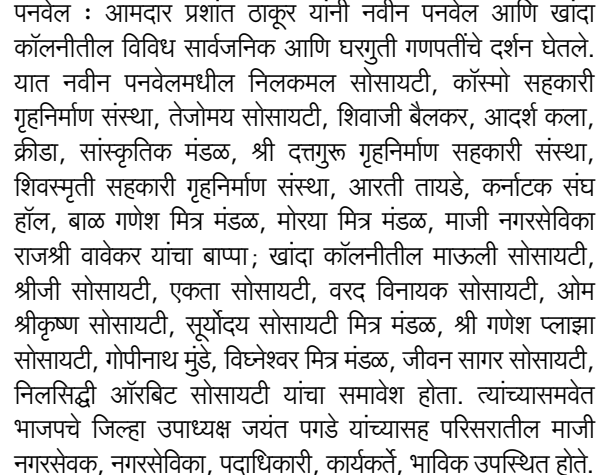 पनवेल : आमदार प्रशांत ठाकूर यांनी नवीन पनवेल आणि खांदा
कॉलनीतील विविध सार्वजनिक आणि घरगुती गणपतींचे दर्शन घेतले.
यात नवीन पनवेलमधील निलकमल सोसायटी, कॉस्मो सहकारी
गृहनिर्माण संस्था, तेजोमय सोसायटी, शिवाजी बैलकर, आदर्श कला,
क्रीडा, सांस्कृतिक मंडळ, श्री दत्तगुरू गृहनिर्माण सहकारी संस्था,
शिवस्मृती सहकारी गृहनिर्माण संस्था, आरती तायडे, कर्नाटक संघ
हॉल, बाळ गणेश मित्र मंडळ, मोरया मित्र मंडळ, माजी नगरसेविका
राजश्री वावेकर यांचा बाप्पा; खांदा कॉलनीतील माऊली सोसायटी,
श्रीजी सोसायटी, एकता सोसायटी, वरद विनायक सोसायटी, ओम
श्रीकृष्ण सोसायटी, सूर्योदय सोसायटी मित्र मंडळ, श्री गणेश प्लाझा
सोसायटी, गोपीनाथ मुंडे, विघ्नेश्वर मित्र मंडळ, जीवन सागर सोसायटी,
निलसिद्धी ऑरबिट सोसायटी यांचा समावेश होता. त्यांच्यासमवेत
भाजपचे जिल्हा उपाध्यक्ष जयंत पगडे यांच्यासह परिसरातील माजी
नगरसेवक, नगरसेविका, पदाधिकारी, कार्यकर्ते, भाविक उपस्थित होते.